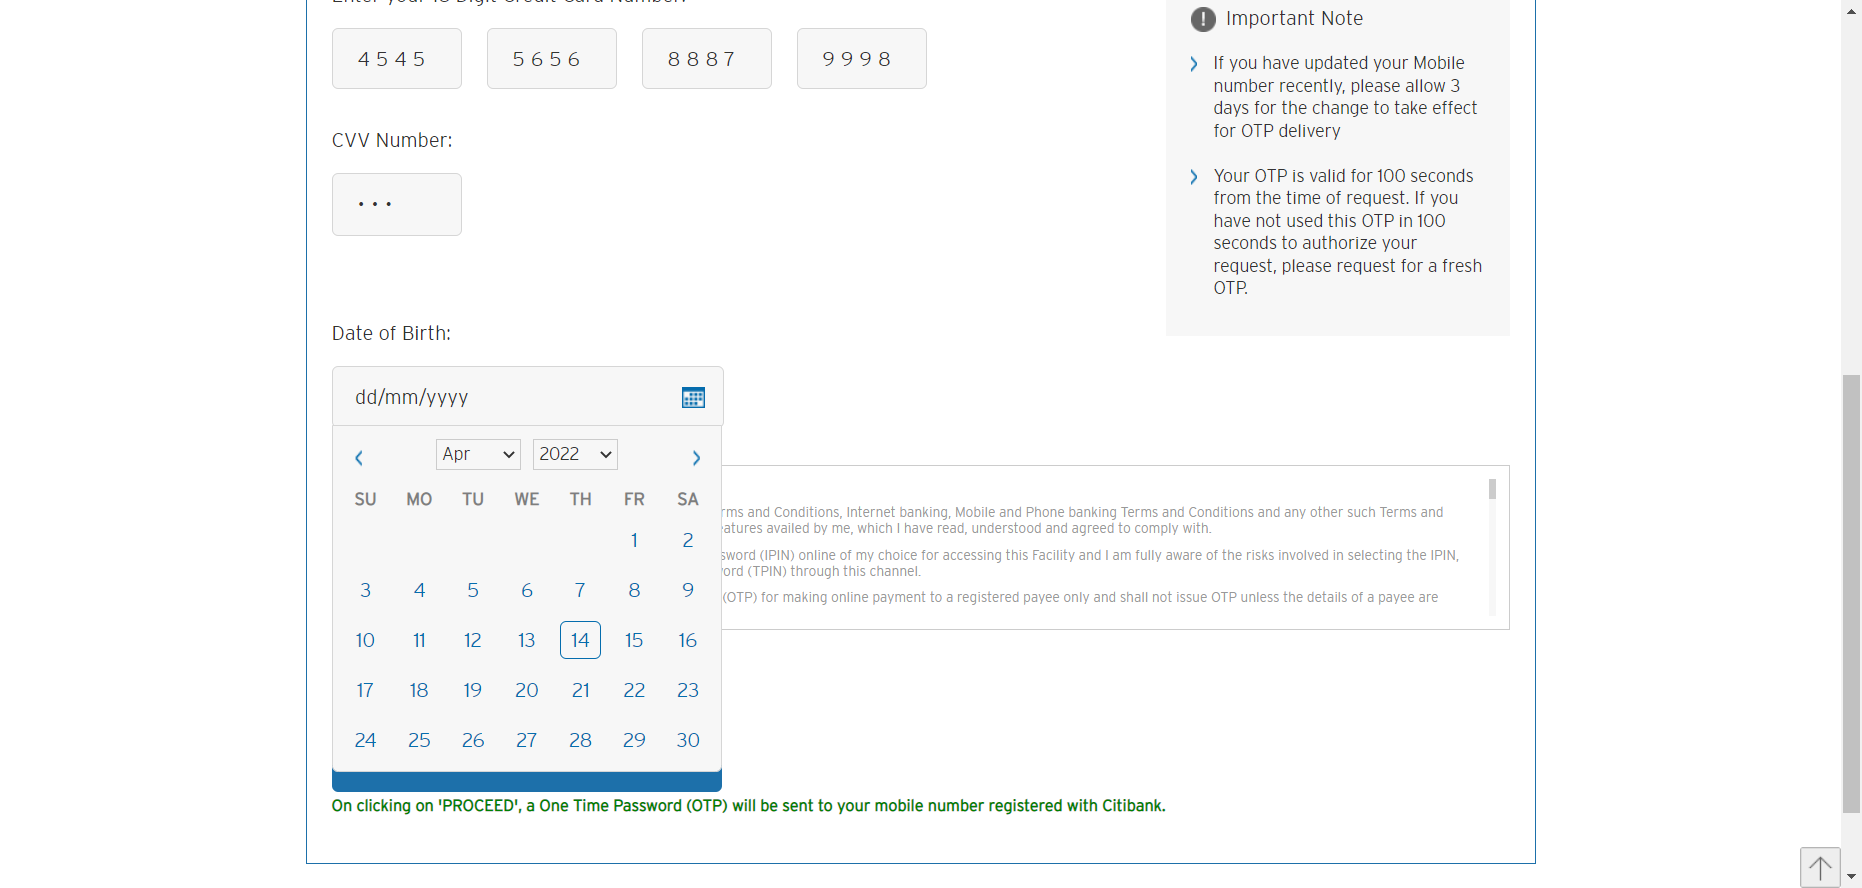 4545 5656 8887 9998
CVV Number:
Date of Birth:
dd/mm/yyyy
Apr 2022
SU MO TU WE TH FR SA
1 2
3 4 5 6 7 8 9
10 11 12 13 14 15 16
17 18 19 20 21 22 23
24 25 26 27 28 29 30
and Conditions, Internet banking, Mobile and Phone banking Terms and Conditions and any other such Terms and
availed by me, which I have read, understood and agreed to comply with.
(IPIN) online of my choice for accessing this Facility and I am fully aware of the risks involved in selecting the IPIN,
(TPIN) through this channel.
(OTP) for making online payment to a registered payee only and shall not issue OTP unless the details of a payee are
On clicking on 'PROCEED', a One Time Password (OTP) will be sent to your mobile number registered with Citibank.
Important Note
If you have updated your Mobile
number recently, please allow 3
days for the change to take effect
for OTP delivery
Your OTP is valid for 100 seconds
from the time of request. If you
have not used this OTP in 100
seconds to authorize your
request, please request for a fresh
OTP.